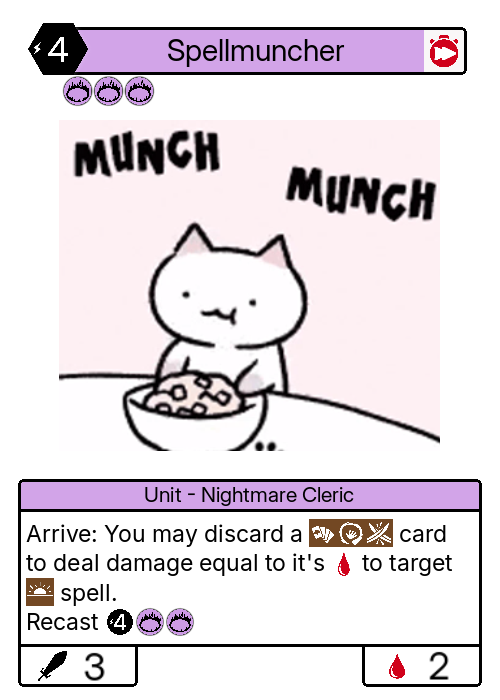 4
Spellmuncher
MUNCH
MUNCH
Unit - Nightmare Cleric
Arrive: You may discard a card
to deal damage equal to it's to target
spell.
Recast 4
3
2